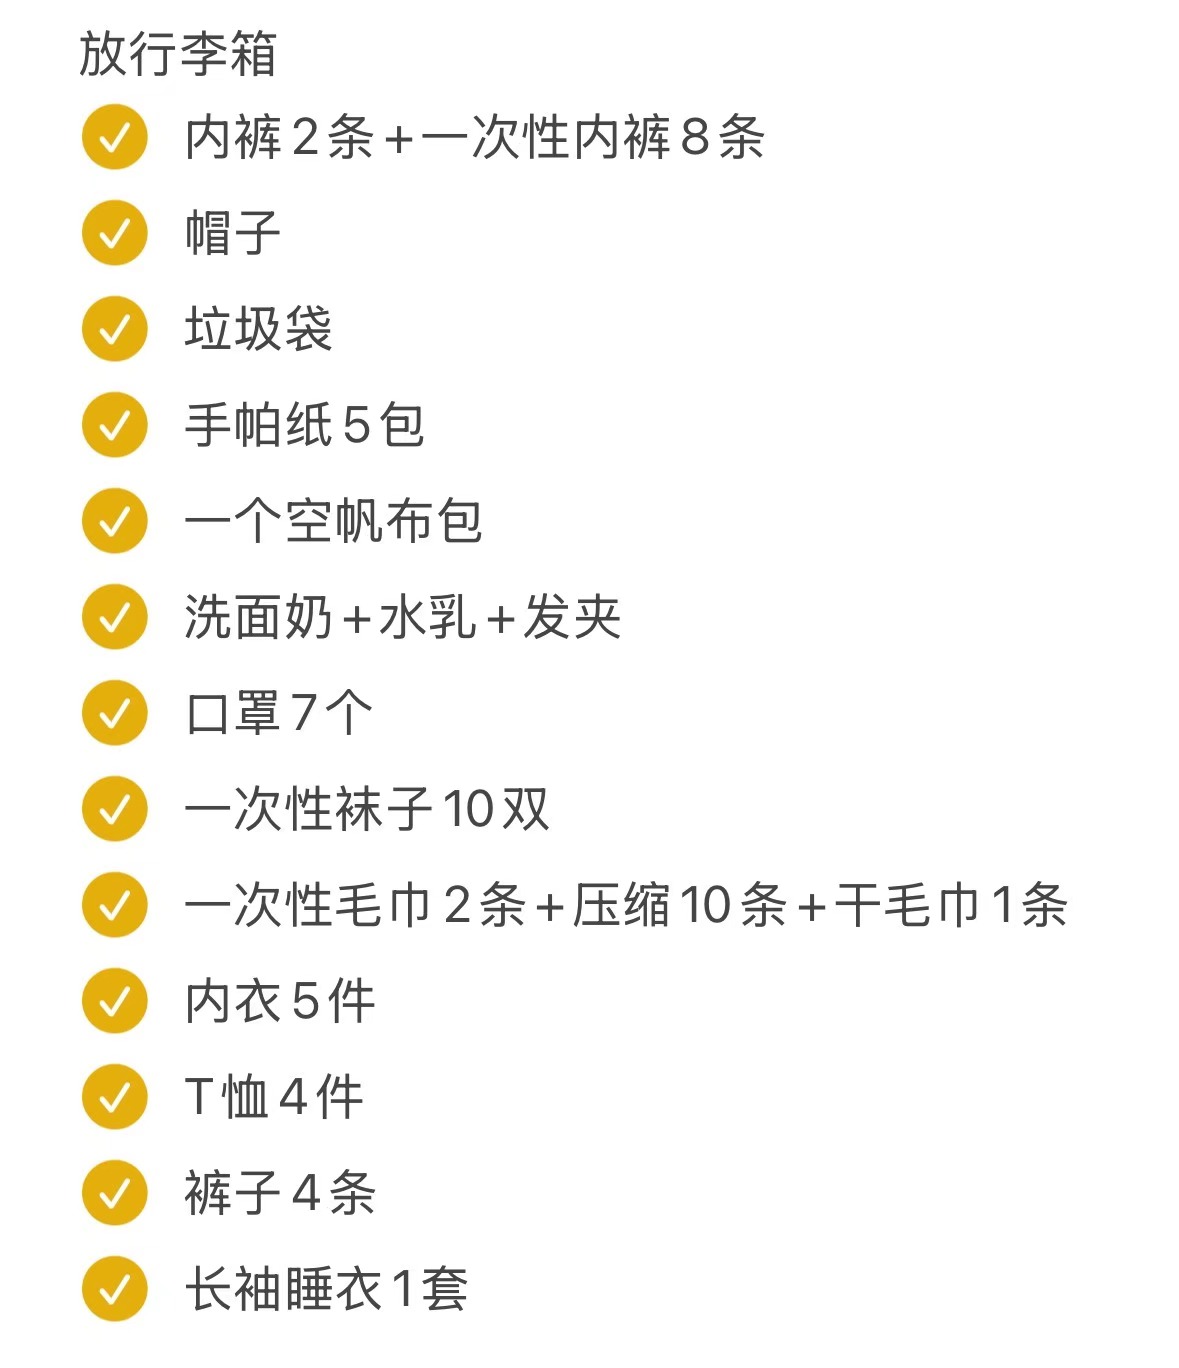 放行李箱
内裤2条+一次性内裤8条
帽子
垃圾袋
手帕纸5包
一个空帆布包
洗面奶+水乳+发夹
口罩7个
一次性袜子10双
一次性毛巾2条+压缩10条+干毛巾1条
内衣5件
T恤4件
裤子4条
长袖睡衣1套